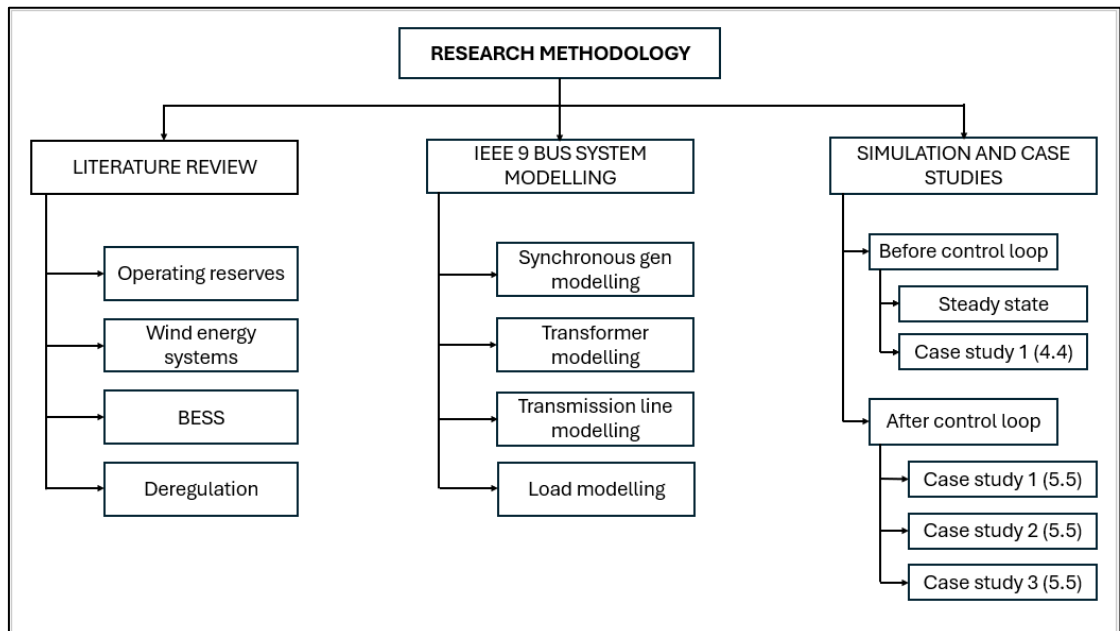 RESEARCH METHODOLOGY
LITERATURE REVIEW
Operating reserves
Wind energy
systems
BESS
Deregulation
IEEE 9 BUS SYSTEM
MODELLING
Synchronous gen
modelling
Transformer
modelling
Transmission line
modelling
Load modelling
SIMULATION AND CASE
STUDIES
Before control loop
Steady state
Case study 1 (4.4)
After control loop
Case study 1 (5.5)
Case study 2 (5.5)
Case study 3 (5.5)